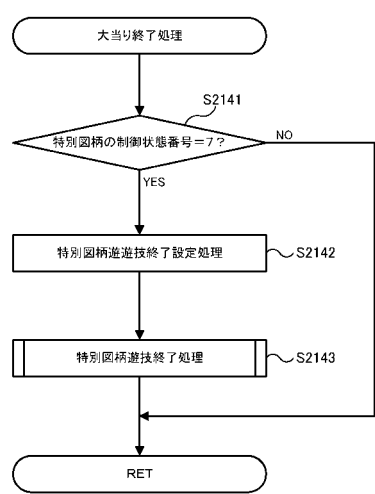 大当り終了処理
S2141
特別図柄の制御状態番号=7?
NO
YES
特別図柄遊遊技終了設定処理
S2142
特別図柄遊技終了処理
S2143
RET